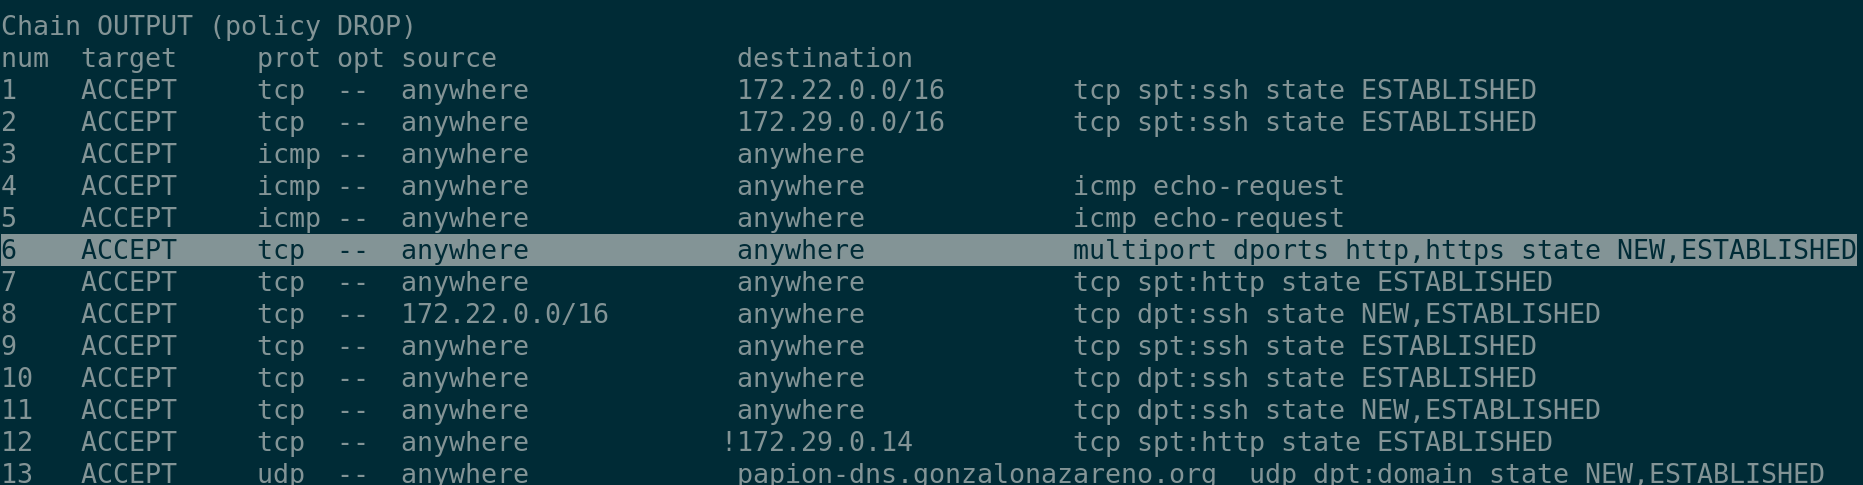 Chain OUTPUT (policy DROP)
num  target     prot opt source               destination
1    ACCEPT     tcp  --  anywhere             172.22.0.0/16        tcp spt:ssh state ESTABLISHED
2    ACCEPT     tcp  --  anywhere             172.29.0.0/16        tcp spt:ssh state ESTABLISHED
3    ACCEPT     icmp --  anywhere             anywhere
4    ACCEPT     icmp --  anywhere             anywhere             icmp echo-request
5    ACCEPT     icmp --  anywhere             anywhere             icmp echo-request
6    ACCEPT     tcp  --  anywhere             anywhere             multiport dports http,https state NEW,ESTABLISHED
7    ACCEPT     tcp  --  anywhere             anywhere             tcp spt:http state ESTABLISHED
8    ACCEPT     tcp  --  172.22.0.0/16        anywhere             tcp dpt:ssh state NEW,ESTABLISHED
9    ACCEPT     tcp  --  anywhere             anywhere             tcp spt:ssh state ESTABLISHED
10   ACCEPT     tcp  --  anywhere             anywhere             tcp dpt:ssh state ESTABLISHED
11   ACCEPT     tcp  --  anywhere             anywhere             tcp dpt:ssh state NEW,ESTABLISHED
12   ACCEPT     tcp  --  anywhere            !172.29.0.14          tcp spt:http state ESTABLISHED
13   ACCEPT     udp  --  anywhere             papion-dns.gonzalonazareno.org  udp dpt:domain state NEW,ESTABLISHED